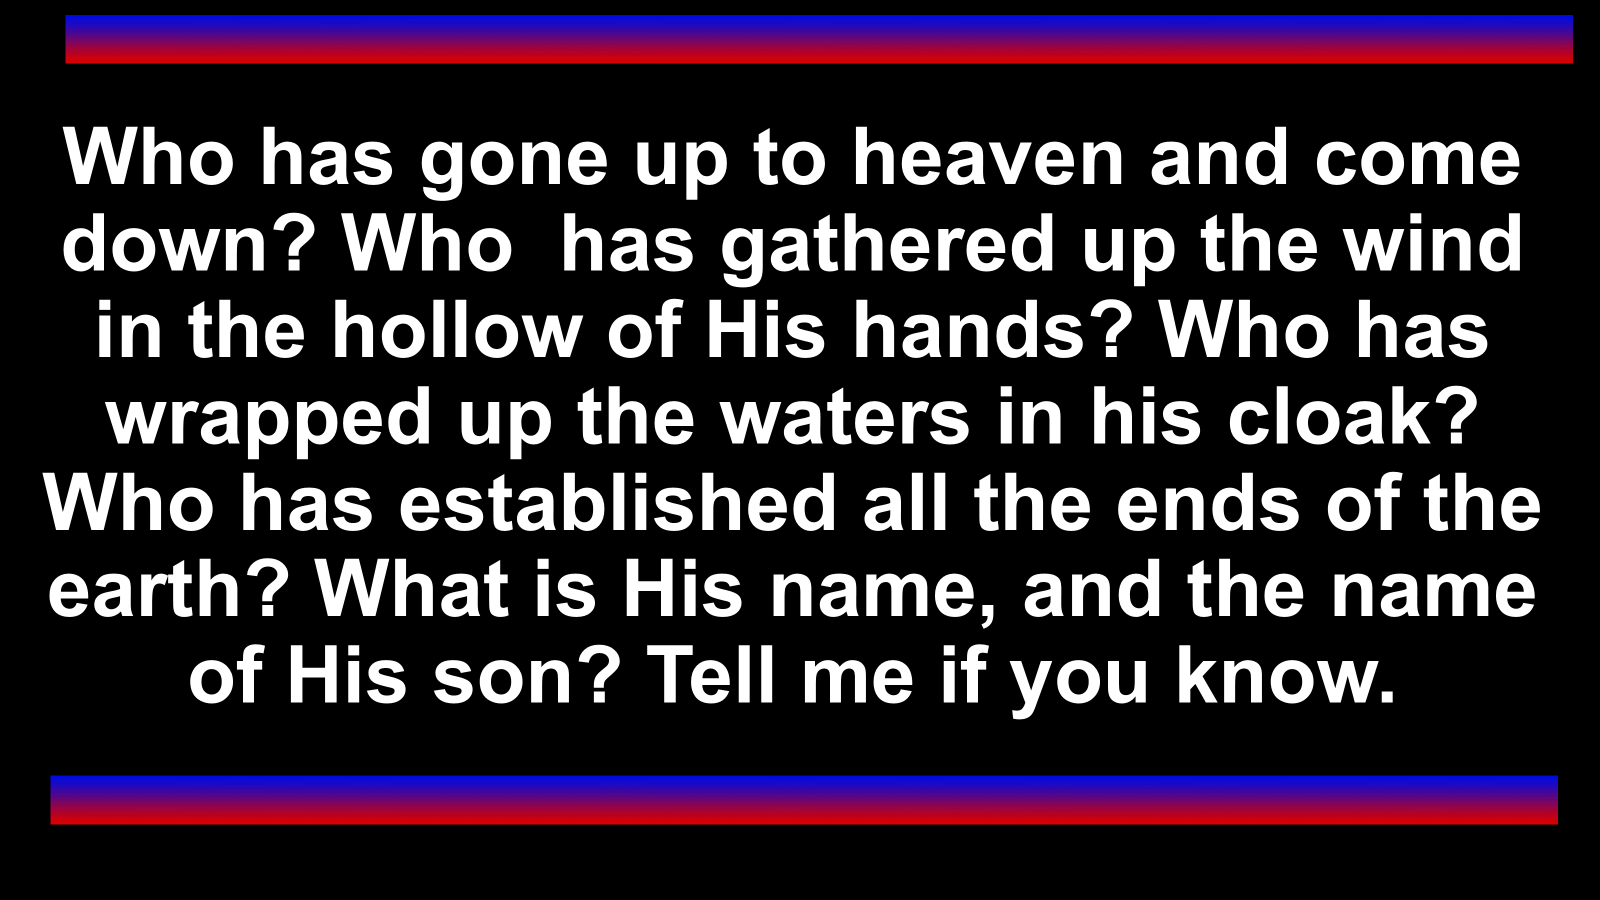 Who has gone up to heaven and come
down? Who  has gathered up the wind
in the hollow of His hands? Who has
wrapped up the waters in his cloak?
Who has established all the ends of the
earth? What is His name, and the name
of His son? Tell me if you know.